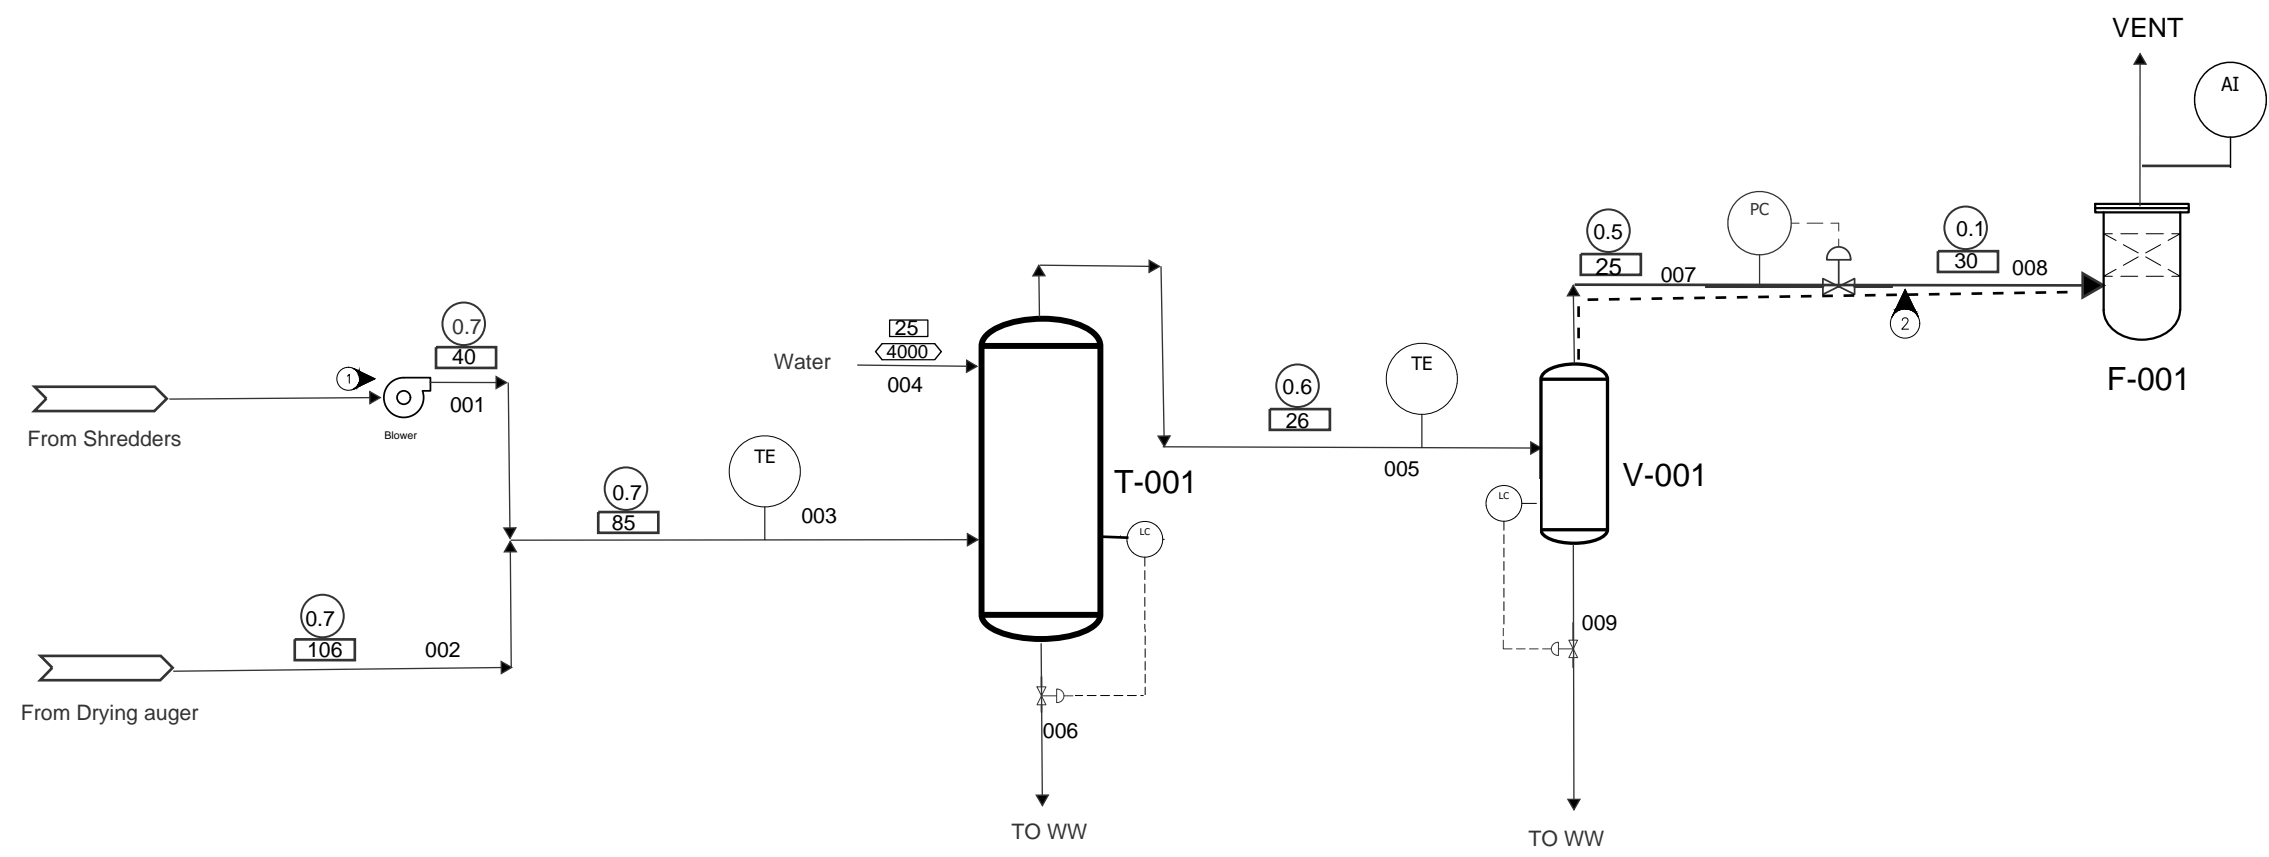 VENT
AI
PC
0.5
25
007
0.1
30
008
2
F-001
0.7
40
1
001
Blower
From Shredders
25
4000
Water
004
TE
0.6
26
005
TE
0.7
85
003
T-001
LC
V-001
LC
0.7
106
002
From Drying auger
009
006
TO WW
TO WW